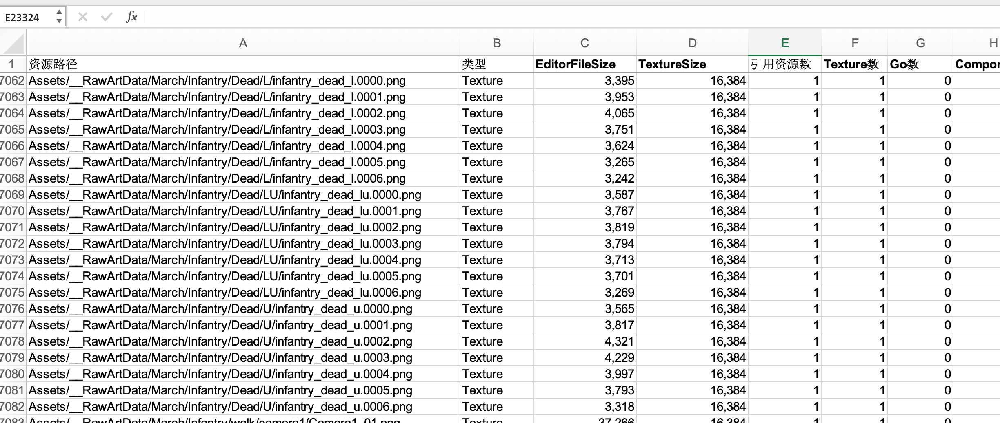 E23324 fx
A B C D E F G H
1 资源路径 类型 EditorFileSize TextureSize 引用资源数 Texture数 Go数
7062 Assets/__RawArtData/March/Infantry/Dead/L/infantry_dead_l.0000.png Texture 3,395 16,384 1 1 0
7063 Assets/__RawArtData/March/Infantry/Dead/L/infantry_dead_l.0001.png Texture 3,953 16,384 1 1 0
7064 Assets/__RawArtData/March/Infantry/Dead/L/infantry_dead_l.0002.png Texture 4,065 16,384 1 1 0
7065 Assets/__RawArtData/March/Infantry/Dead/L/infantry_dead_l.0003.png Texture 3,751 16,384 1 1 0
7066 Assets/__RawArtData/March/Infantry/Dead/L/infantry_dead_l.0004.png Texture 3,624 16,384 1 1 0
7067 Assets/__RawArtData/March/Infantry/Dead/L/infantry_dead_l.0005.png Texture 3,265 16,384 1 1 0
7068 Assets/__RawArtData/March/Infantry/Dead/L/infantry_dead_l.0006.png Texture 3,242 16,384 1 1 0
7069 Assets/__RawArtData/March/Infantry/Dead/LU/infantry_dead_lu.0000.png Texture 3,587 16,384 1 1 0
7070 Assets/__RawArtData/March/Infantry/Dead/LU/infantry_dead_lu.0001.png Texture 3,767 16,384 1 1 0
7071 Assets/__RawArtData/March/Infantry/Dead/LU/infantry_dead_lu.0002.png Texture 3,819 16,384 1 1 0
7072 Assets/__RawArtData/March/Infantry/Dead/LU/infantry_dead_lu.0003.png Texture 3,794 16,384 1 1 0
7073 Assets/__RawArtData/March/Infantry/Dead/LU/infantry_dead_lu.0004.png Texture 3,713 16,384 1 1 0
7074 Assets/__RawArtData/March/Infantry/Dead/LU/infantry_dead_lu.0005.png Texture 3,701 16,384 1 1 0
7075 Assets/__RawArtData/March/Infantry/Dead/LU/infantry_dead_lu.0006.png Texture 3,269 16,384 1 1 0
7076 Assets/__RawArtData/March/Infantry/Dead/U/infantry_dead_u.0000.png Texture 3,565 16,384 1 1 0
7077 Assets/__RawArtData/March/Infantry/Dead/U/infantry_dead_u.0001.png Texture 3,817 16,384 1 1 0
7078 Assets/__RawArtData/March/Infantry/Dead/U/infantry_dead_u.0002.png Texture 4,321 16,384 1 1 0
7079 Assets/__RawArtData/March/Infantry/Dead/U/infantry_dead_u.0003.png Texture 4,229 16,384 1 1 0
7080 Assets/__RawArtData/March/Infantry/Dead/U/infantry_dead_u.0004.png Texture 3,997 16,384 1 1 0
7081 Assets/__RawArtData/March/Infantry/Dead/U/infantry_dead_u.0005.png Texture 3,793 16,384 1 1 0
7082 Assets/__RawArtData/March/Infantry/Dead/U/infantry_dead_u.0006.png Texture 3,318 16,384 1 1 0
7083 Assets/__RawArtData/March/Infantry/walk/camera1/Camera1_01.png Texture 37,266 16,384 1 1 0